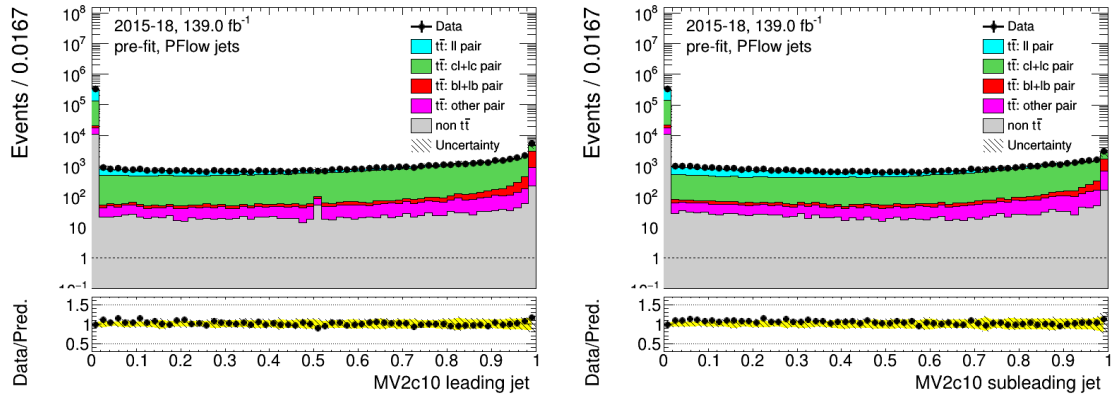 Events / 0.0167
10⁸
10⁷
10⁶
10⁵
10⁴
10³
10²
10
1
10⁻¹
2015-18, 139.0 fb⁻¹
pre-fit, PFlow jets
Data
tt̄: ll pair
tt̄: cl+lc pair
tt̄: bl+lb pair
tt̄: other pair
non tt̄
Uncertainty
Data/Pred.
1.5
1
0.5
0 0.1 0.2 0.3 0.4 0.5 0.6 0.7 0.8 0.9 1
MV2c10 leading jet
Events / 0.0167
10⁸
10⁷
10⁶
10⁵
10⁴
10³
10²
10
1
10⁻¹
2015-18, 139.0 fb⁻¹
pre-fit, PFlow jets
Data
tt̄: ll pair
tt̄: cl+lc pair
tt̄: bl+lb pair
tt̄: other pair
non tt̄
Uncertainty
Data/Pred.
1.5
1
0.5
0 0.1 0.2 0.3 0.4 0.5 0.6 0.7 0.8 0.9 1
MV2c10 subleading jet